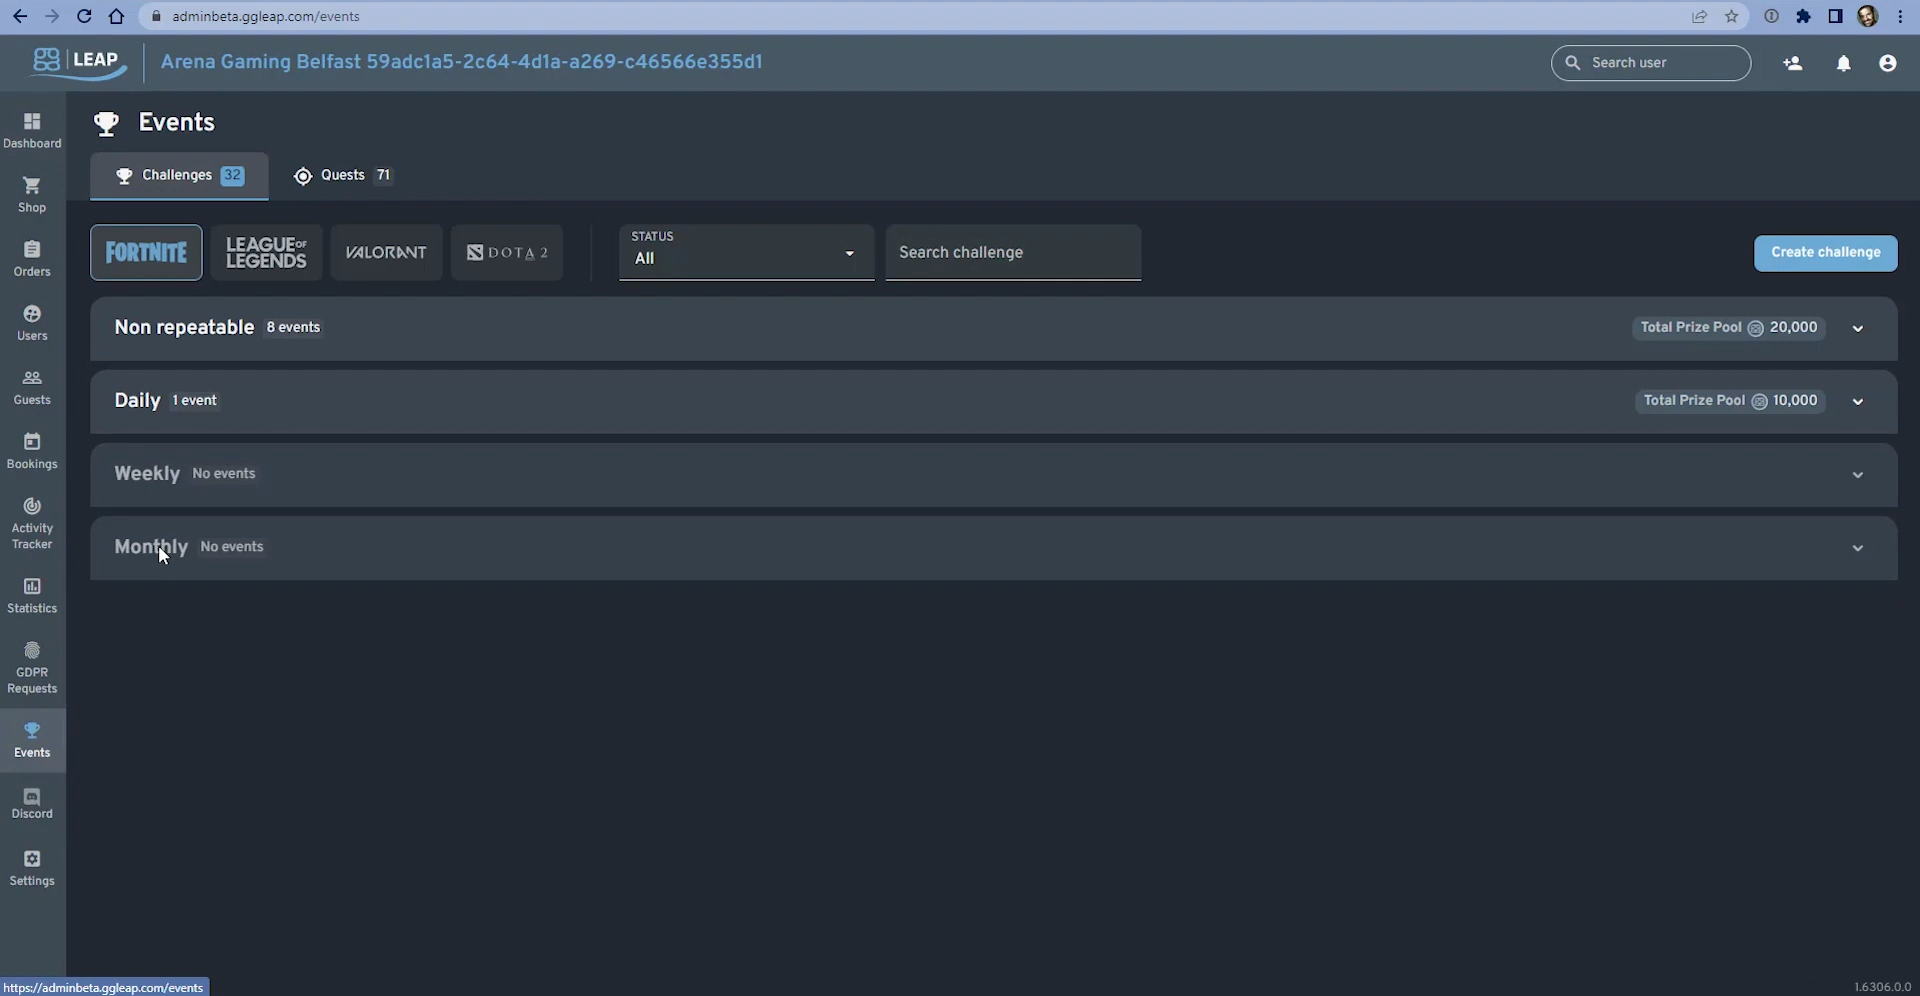 adminbeta.ggleap.com/events
LEAP
Arena Gaming Belfast 59adc1a5-2c64-4d1a-a269-c46566e355d1
Search user
Dashboard
Shop
Orders
Users
Guests
Bookings
Activity
Tracker
Statistics
GDPR
Requests
Events
Discord
Settings
Events
Challenges 32
Quests 71
FORTNITE
LEAGUE OF
LEGENDS
VALORANT
DOTA 2
STATUS
All
Search challenge
Create challenge
Non repeatable 8 events Total Prize Pool 20,000
Daily 1 event Total Prize Pool 10,000
Weekly No events
Monthly No events
https://adminbeta.ggleap.com/events
1.6306.0.0